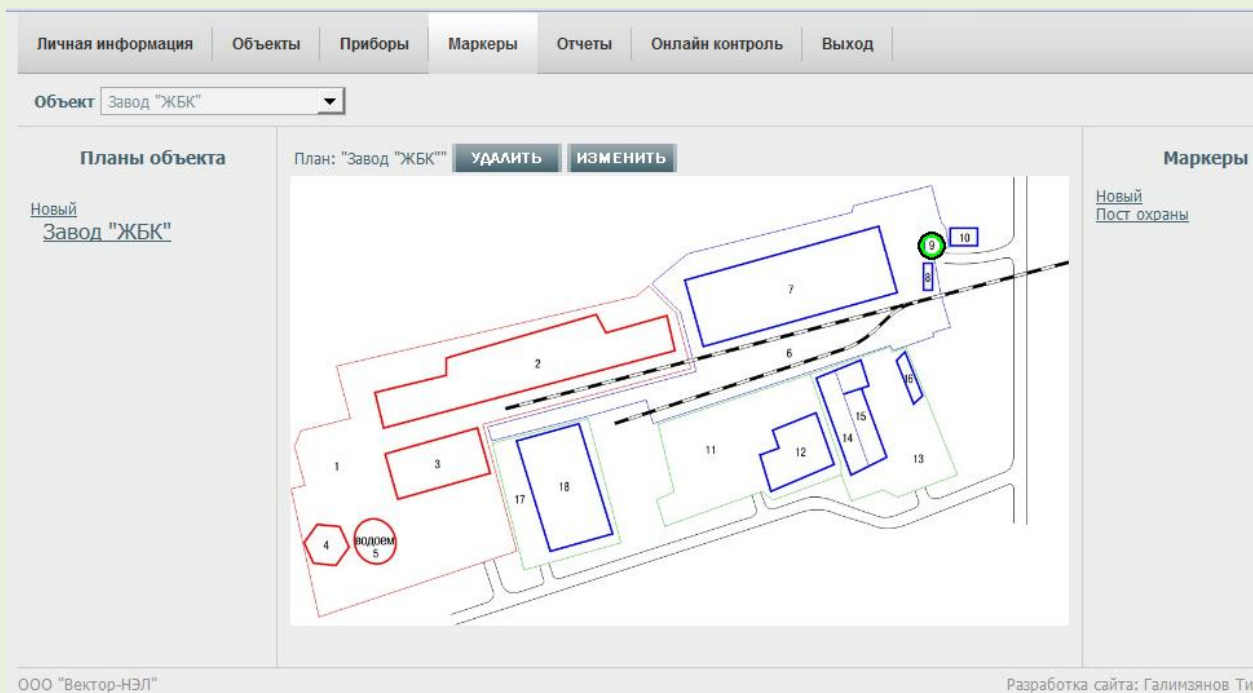 Личная информация Объекты Приборы Маркеры Отчеты Онлайн контроль Выход
Объект Завод "ЖБК"
Планы объекта
Новый
Завод "ЖБК"
План: "Завод "ЖБК"" УДАЛИТЬ ИЗМЕНИТЬ
1
2
3
4
водоем
5
6
7
8
9
10
11
12
13
14
15
16
17
18
Маркеры
Новый
Пост охраны
ООО "Вектор-НЭЛ"
Разработка сайта: Галимзянов Ти